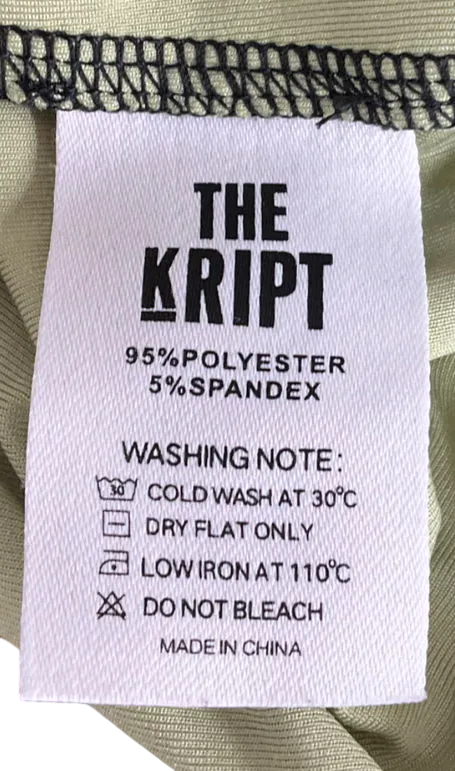 THE
KRIPT
95%POLYESTER
5%SPANDEX
WASHING NOTE:
30
COLD WASH AT 30°C
DRY FLAT ONLY
LOW IRON AT 110°C
DO NOT BLEACH
MADE IN CHINA